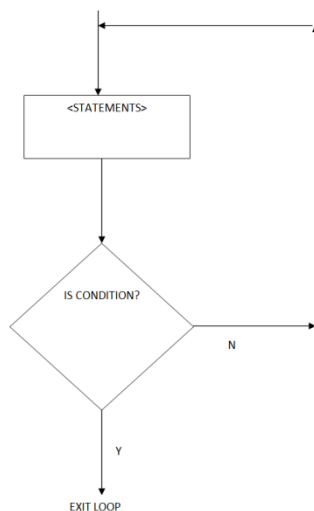 <STATEMENTS>
IS CONDITION?
N
Y
EXIT LOOP